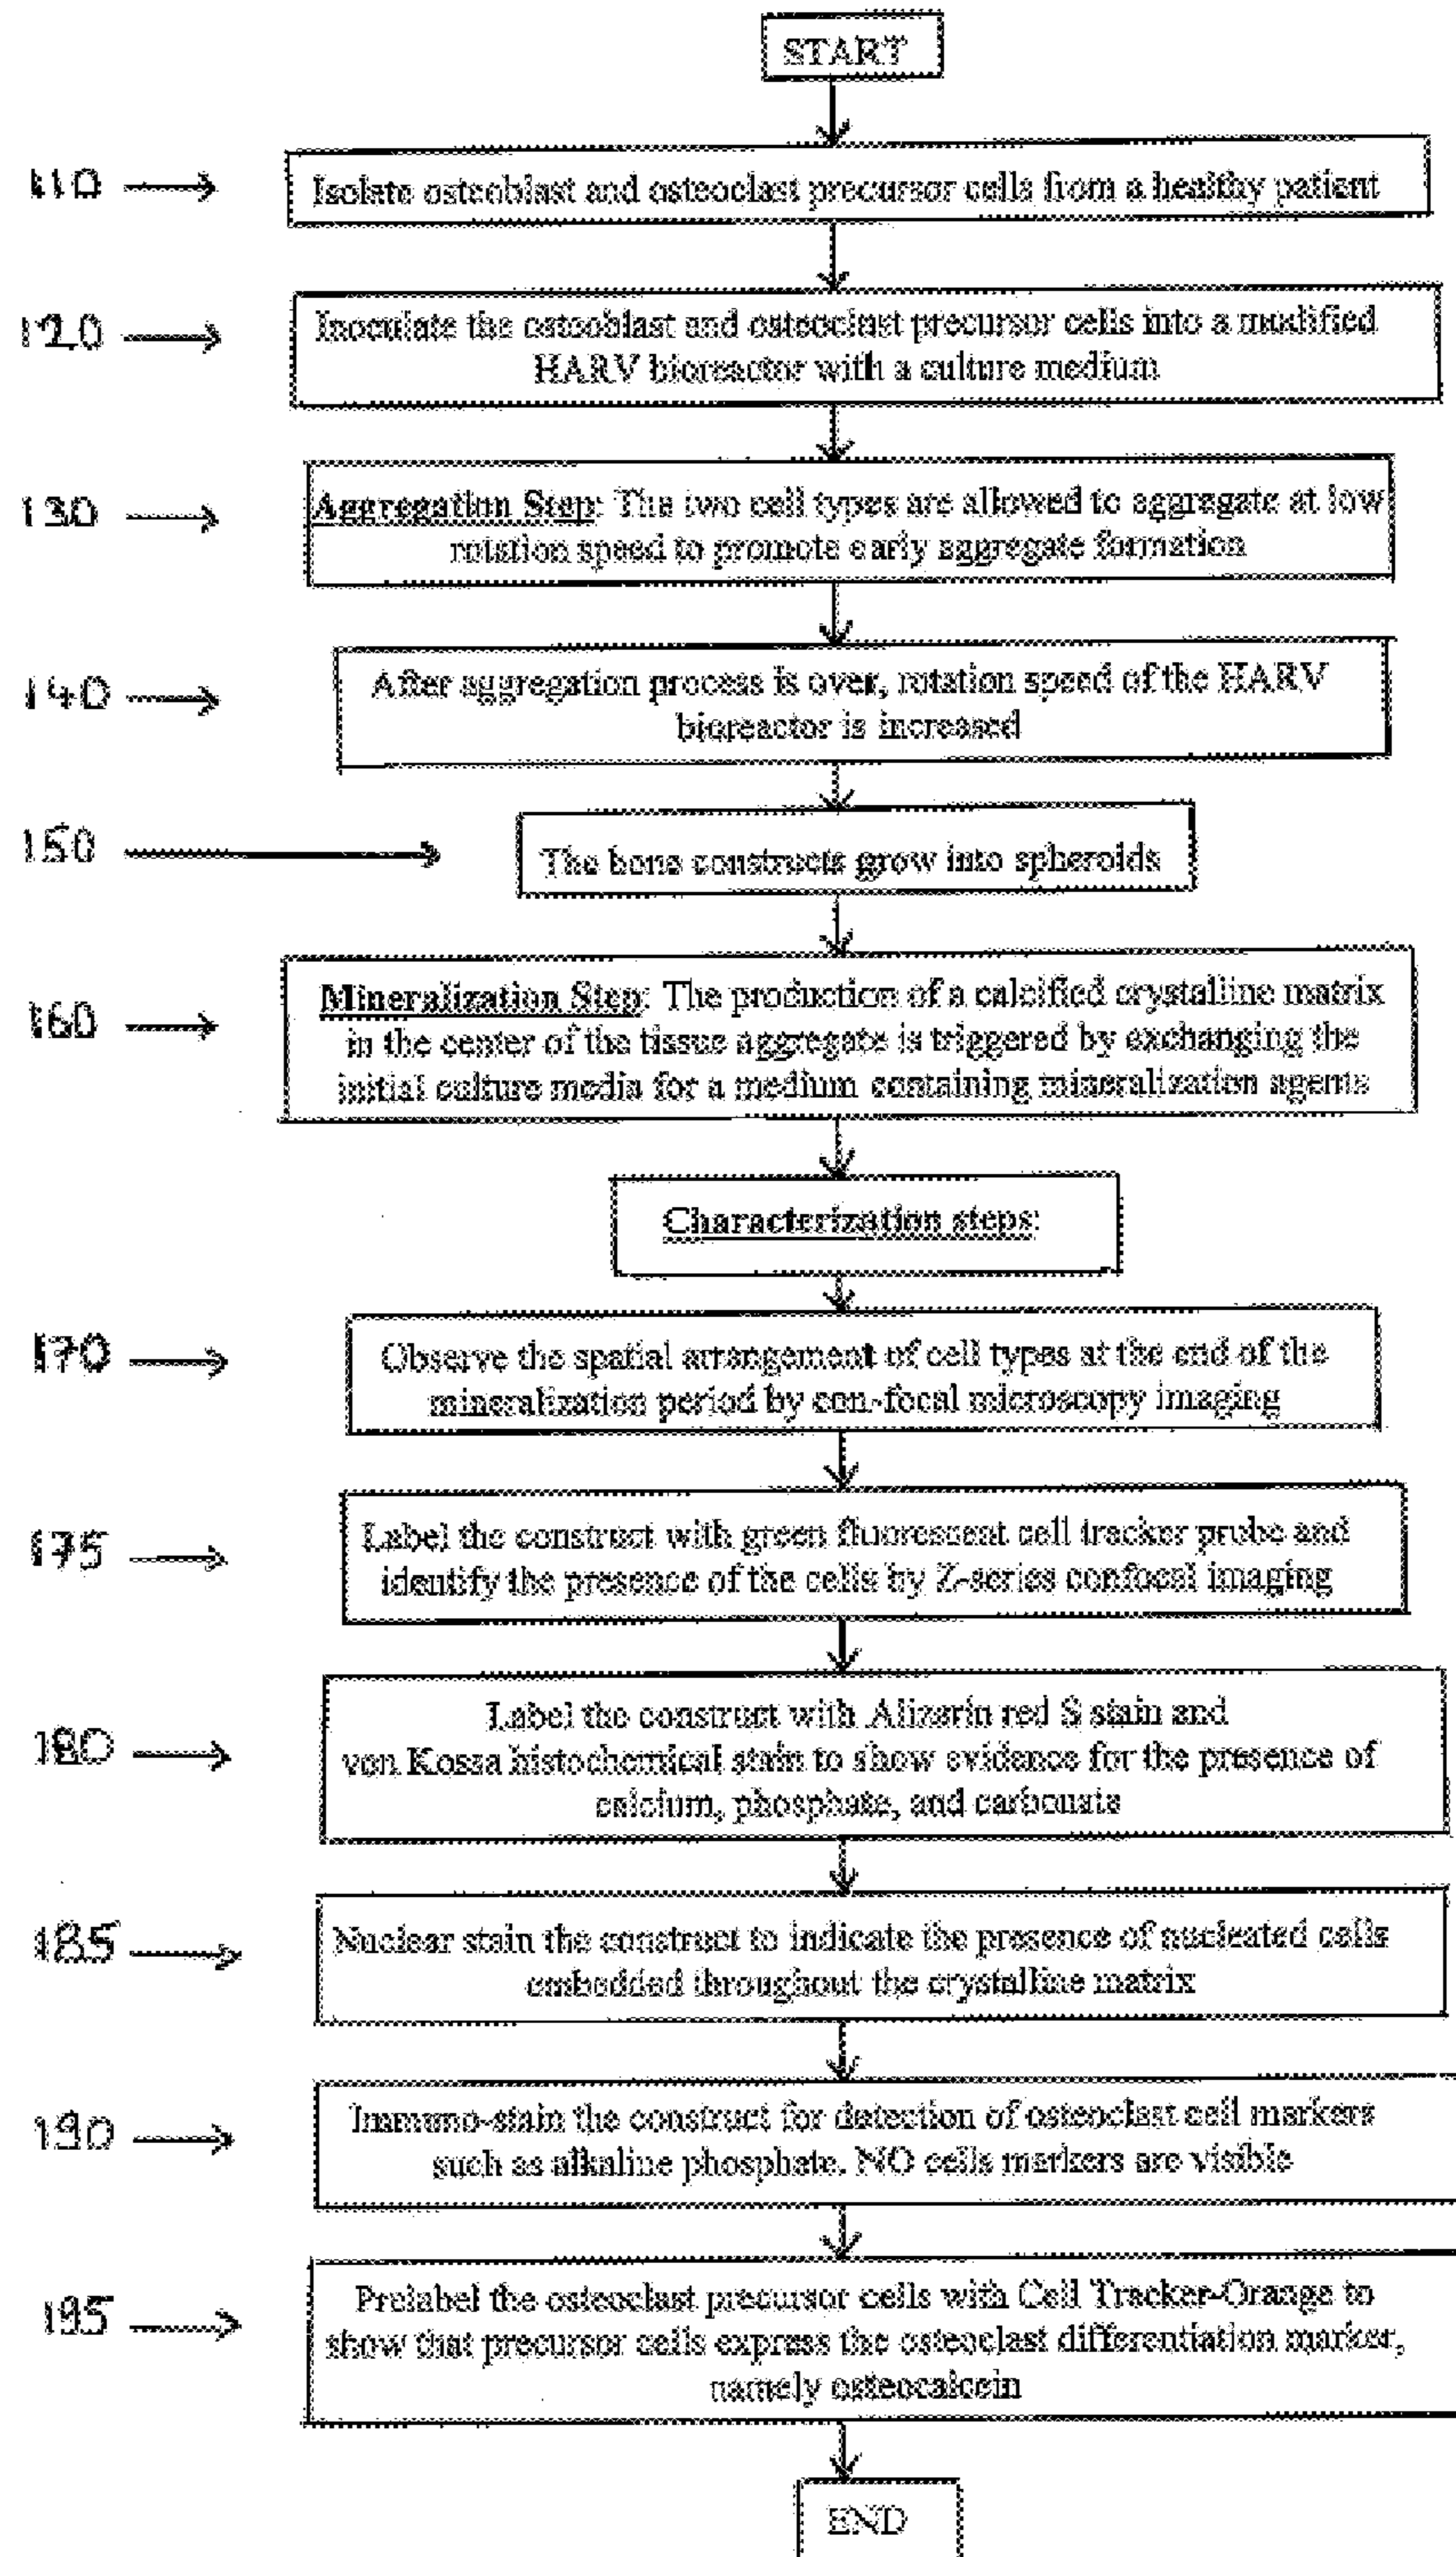 START
110
Isolate osteoblast and osteoclast precursor cells from a healthy patient
120
Inoculate the osteoblast and osteoclast precursor cells into a modified
HARV bioreactor with a culture medium
130
Aggregation Step: The two cell types are allowed to aggregate at low
rotation speed to promote early aggregate formation
140
After aggregation process is over, rotation speed of the HARV
bioreactor is increased
150
The bone constructs grow into spheroids
160
Mineralization Step: The production of a calcified crystalline matrix
in the center of the tissue aggregate is triggered by exchanging the
initial culture media for a medium containing mineralization agents
Characterization steps:
170
Observe the spatial arrangement of cell types at the end of the
mineralization period by con-focal microscopy imaging
175
Label the construct with green fluorescent cell tracker probe and
identify the presence of the cells by Z-series confocal imaging
180
Label the construct with Alizarin red S stain and
von Kossa histochemical stain to show evidence for the presence of
calcium, phosphate, and carbonate
185
Nuclear stain the construct to indicate the presence of nucleated cells
embedded throughout the crystalline matrix
190
Immuno-stain the construct for detection of osteoclast cell markers
such as alkaline phosphate. NO cells markers are visible
195
Prelabel the osteoclast precursor cells with Cell Tracker-Orange to
show that precursor cells express the osteoclast differentiation marker,
namely osteocalcein
END